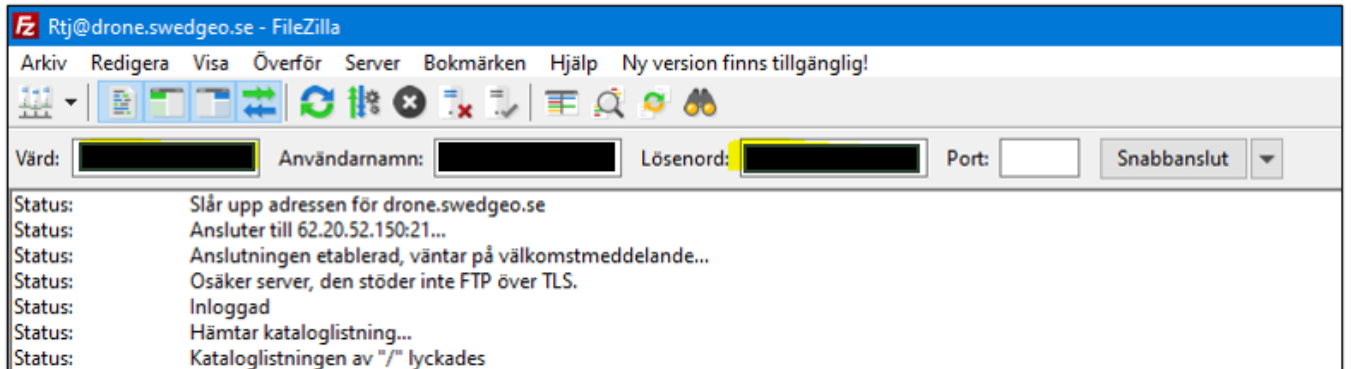 Rtj@drone.swedgeo.se - FileZilla
Arkiv Redigera Visa Överför Server Bokmärken Hjälp Ny version finns tillgänglig!
Värd: Användarnamn: Lösenord: Port: Snabbanslut
Status: Slår upp adressen för drone.swedgeo.se
Status: Ansluter till 62.20.52.150:21...
Status: Anslutningen etablerad, väntar på välkomstmeddelande...
Status: Osäker server, den stöder inte FTP över TLS.
Status: Inloggad
Status: Hämtar kataloglistning...
Status: Kataloglistningen av "/" lyckades